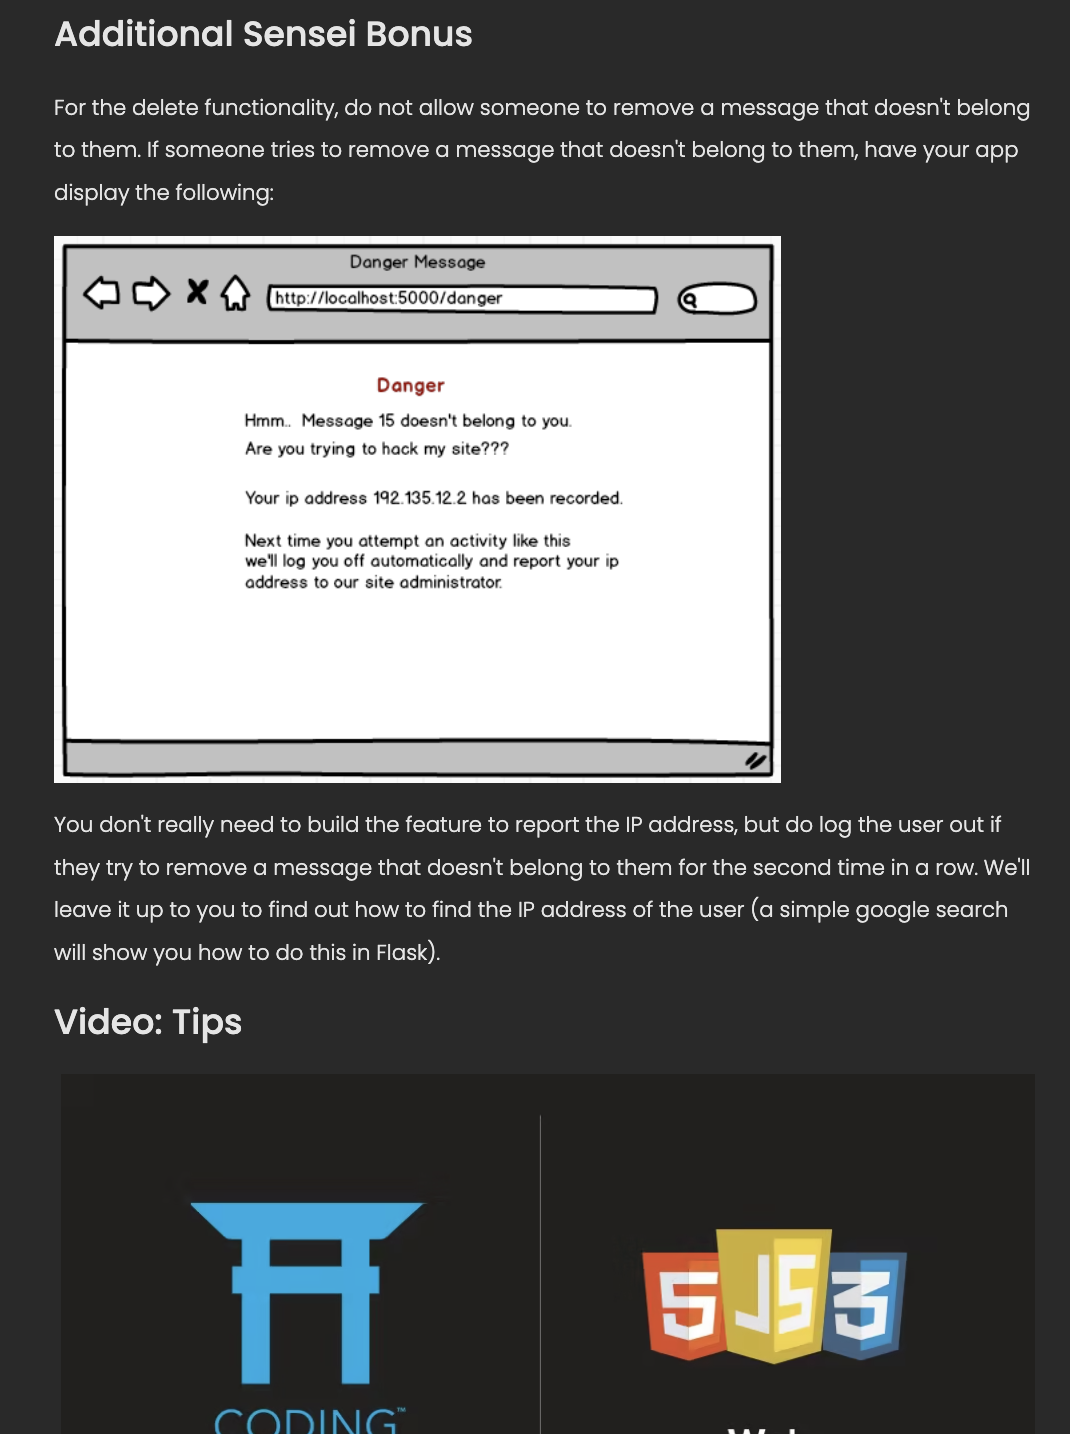 Additional Sensei Bonus
For the delete functionality, do not allow someone to remove a message that doesn't belong
to them. If someone tries to remove a message that doesn't belong to them, have your app
display the following:
Danger Message
http://localhost:5000/danger
Danger
Hmm.. Message 15 doesn't belong to you.
Are you trying to hack my site???
Your ip address 192.135.12.2 has been recorded.
Next time you attempt an activity like this
we'll log you off automatically and report your ip
address to our site administrator.
You don't really need to build the feature to report the IP address, but do log the user out if
they try to remove a message that doesn't belong to them for the second time in a row. We'll
leave it up to you to find out how to find the IP address of the user (a simple google search
will show you how to do this in Flask).
Video: Tips
5 JS 3
CODING™